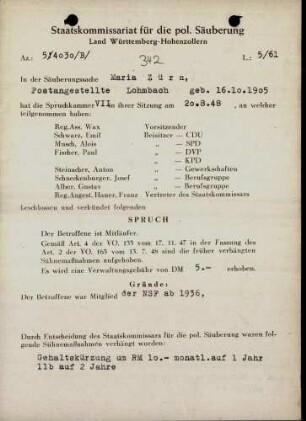 Staatskommissariat für die pol. Säuberung
Land Württemberg-Hohenzollern
Az.: 5/4030/B/ 342 L.: 5/61
In der Säuberungssache Maria Zürn,
Postangestellte Lohmbach geb. 16.10.1905
hat die Spruchkammer VII in ihrer Sitzung am 20.8.48, an welcher
teilgenommen haben:
Reg.Ass. Wax Vorsitzender
Schwarz, Emil Beisitzer — CDU
Musch, Alois „ — SPD
Fischer, Paul „ — DVP
„ — KPD
Steinacher, Anton „ — Gewerkschaften
Schneckenburger, Josef „ — Berufsgruppe
Alber, Gustav „ — Berufsgruppe
Reg.Angest. Hauer, Franz Vertreter des Staatskommissars
beschlossen und verkündet folgenden
SPRUCH
Der Betroffene ist Mitläufer.
Gemäß Art. 4 der VO. 133 vom 17. 11. 47 in der Fassung des
Art. 2 der VO. 165 vom 13. 7. 48 sind die früher verhängten
Sühnemaßnahmen aufgehoben.
Es wird eine Verwaltungsgebühr von DM 5.— erhoben.
Gründe:
Der Betroffene war Mitglied der NSF ab 1936,
Durch Entscheidung des Staatskommissars für die pol. Säuberung waren folgende Sühnemaßnahmen verhängt worden:
Gehaltskürzung um RM 10.- monatl. auf 1 Jahr
11b auf 2 Jahre